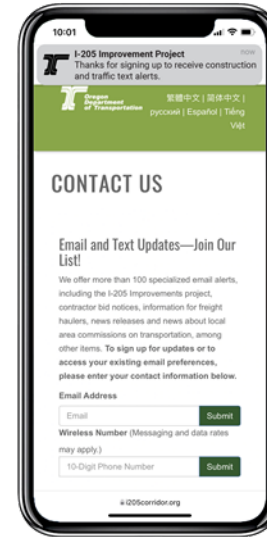 10:01
I-205 Improvement Project
now
Thanks for signing up to receive construction
and traffic text alerts.
Oregon
Department
of Transportation
繁體中文 | 简体中文 |
русский | Español | Tiếng
Việt
CONTACT US
Email and Text Updates—Join Our
List!
We offer more than 100 specialized email alerts,
including the I-205 Improvements project,
contractor bid notices, information for freight
haulers, news releases and news about local
area commissions on transportation, among
other items. To sign up for updates or to
access your existing email preferences,
please enter your contact information below.
Email Address
Email
Submit
Wireless Number (Messaging and data rates
may apply.)
10-Digit Phone Number
Submit
i205corridor.org